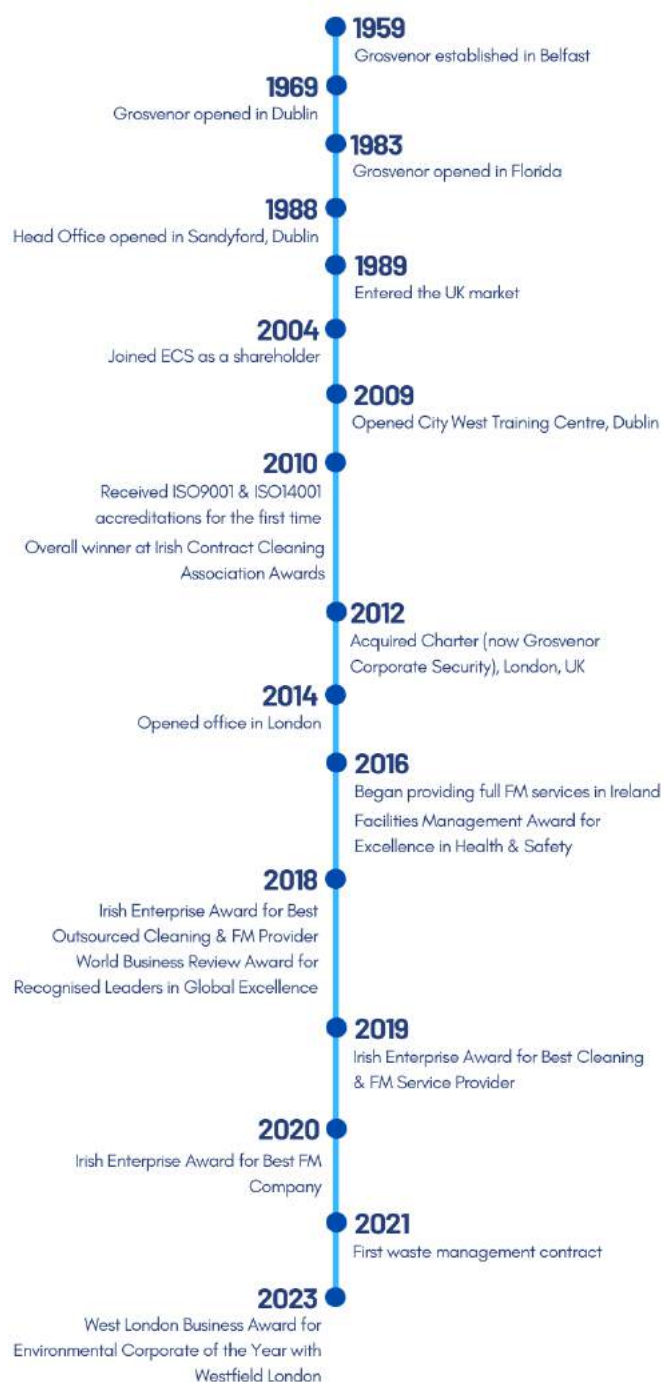 1959
Grosvenor established in Belfast
1969
Grosvenor opened in Dublin
1983
Grosvenor opened in Florida
1988
Head Office opened in Sandyford, Dublin
1989
Entered the UK market
2004
Joined ECS as a shareholder
2009
Opened City West Training Centre, Dublin
2010
Received ISO9001 & ISO14001
accreditations for the first time
Overall winner at Irish Contract Cleaning
Association Awards
2012
Acquired Charter (now Grosvenor
Corporate Security), London, UK
2014
Opened office in London
2016
Began providing full FM services in Ireland
Facilities Management Award for
Excellence in Health & Safety
2018
Irish Enterprise Award for Best
Outsourced Cleaning & FM Provider
World Business Review Award for
Recognised Leaders in Global Excellence
2019
Irish Enterprise Award for Best Cleaning
& FM Service Provider
2020
Irish Enterprise Award for Best FM
Company
2021
First waste management contract
2023
West London Business Award for
Environmental Corporate of the Year with
Westfield London